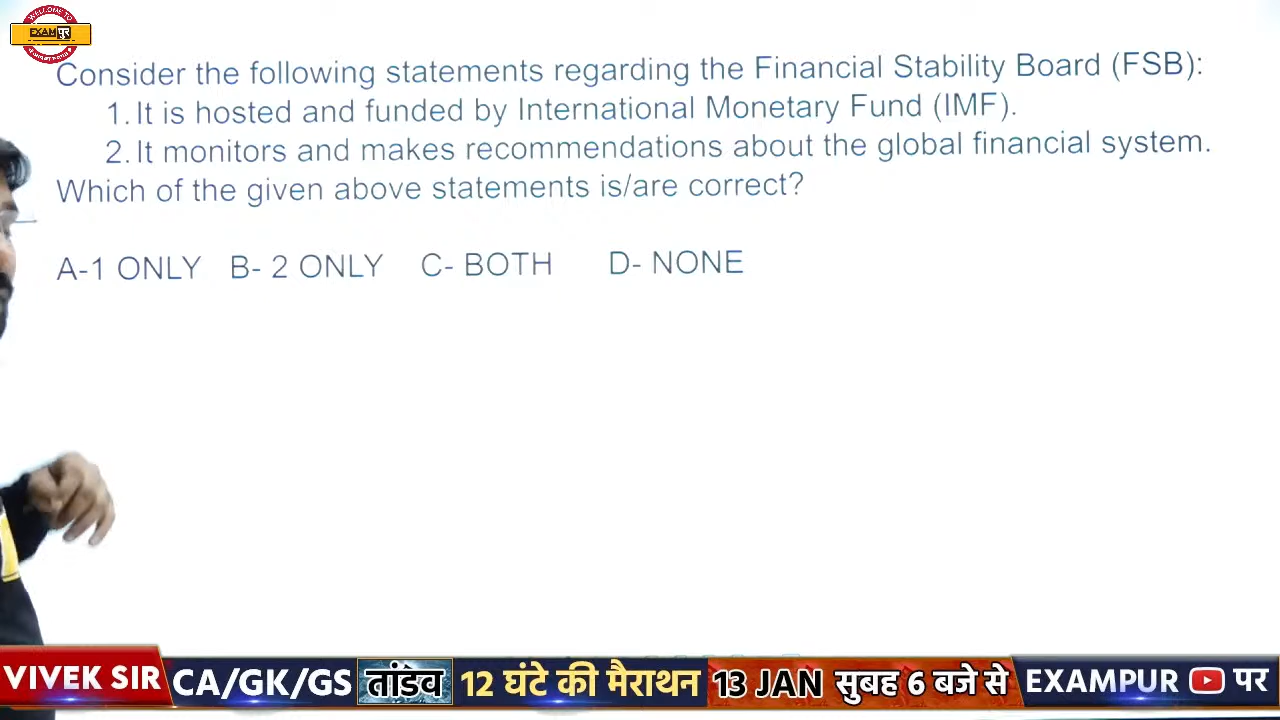 WELCOME TO
EXAMपुर
Consider the following statements regarding the Financial Stability Board (FSB):
1. It is hosted and funded by International Monetary Fund (IMF).
2. It monitors and makes recommendations about the global financial system.
Which of the given above statements is/are correct?
A-1 ONLY B- 2 ONLY C- BOTH D- NONE
VIVEK SIR CA/GK/GS तांडव 12 घंटे की मैराथन 13 JAN सुबह 6 बजे से EXAMPUR पर